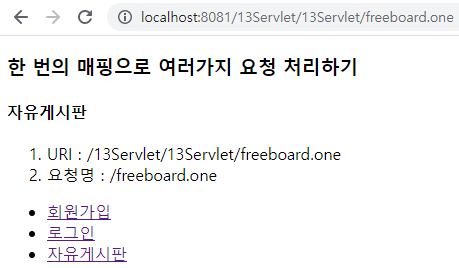 localhost:8081/13Servlet/13Servlet/freeboard.one
한 번의 매핑으로 여러가지 요청 처리하기
자유게시판
1. URI : /13Servlet/13Servlet/freeboard.one
2. 요청명 : /freeboard.one
• 회원가입
• 로그인
• 자유게시판